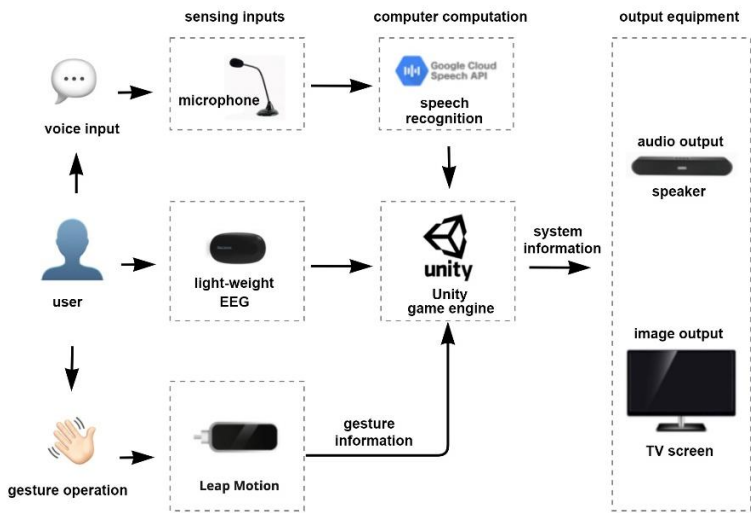 sensing inputs
computer computation
output equipment
Google Cloud
Speech API
microphone
speech
recognition
voice input
audio output
speaker
system
information
unity
Unity
game engine
light-weight
EEG
user
image output
gesture
information
TV screen
Leap Motion
gesture operation